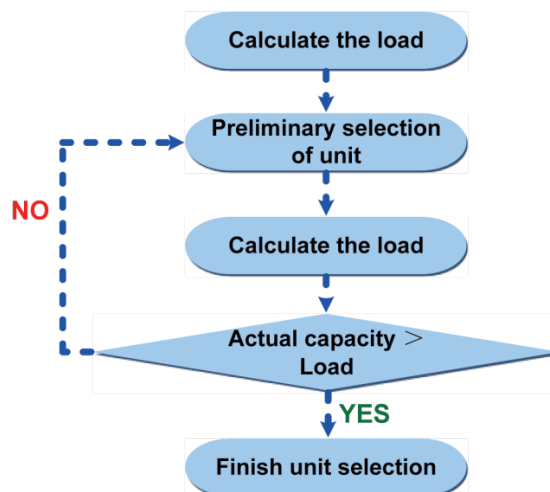 Calculate the load
Preliminary selection
of unit
NO
Calculate the load
Actual capacity >
Load
YES
Finish unit selection